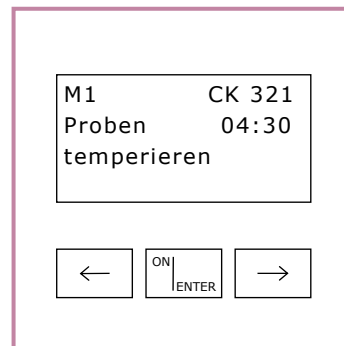 M1 CK 321
Proben 04:30
temperieren
← ON ENTER →